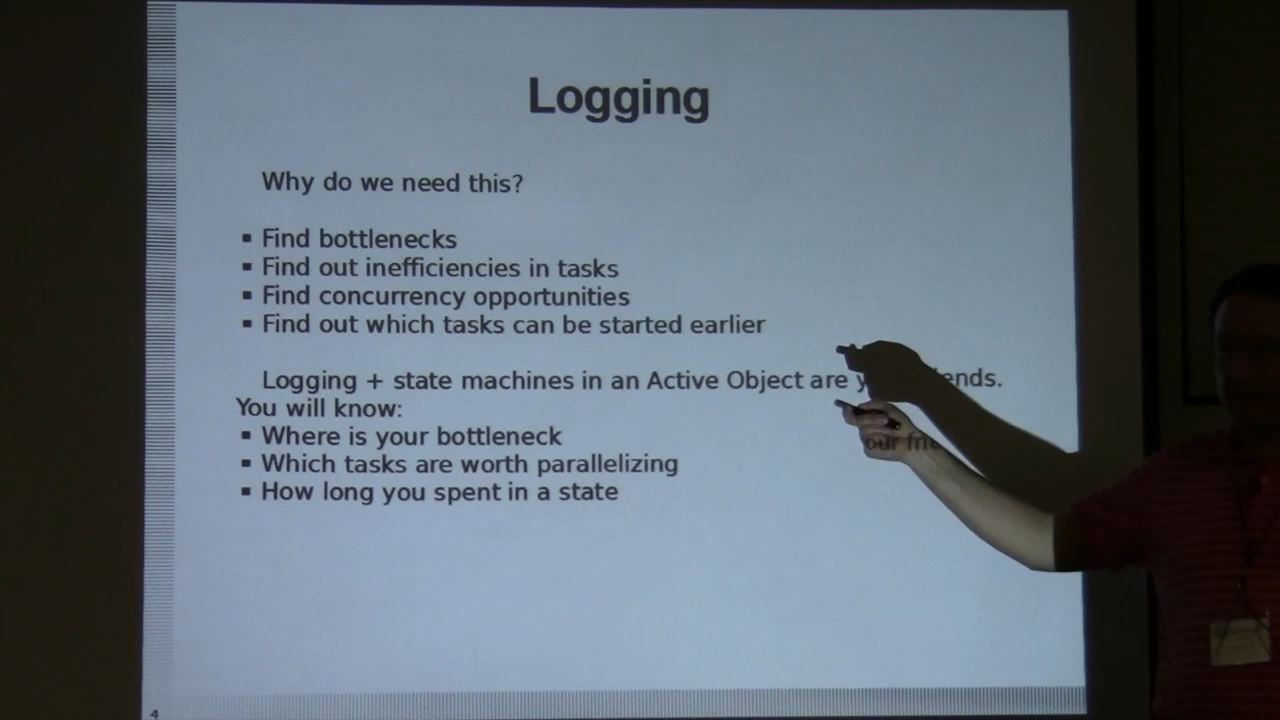 Logging
Why do we need this?
▪ Find bottlenecks
▪ Find out inefficiencies in tasks
▪ Find concurrency opportunities
▪ Find out which tasks can be started earlier
Logging + state machines in an Active Object are your friends.
You will know:
▪ Where is your bottleneck
▪ Which tasks are worth parallelizing
▪ How long you spent in a state
4